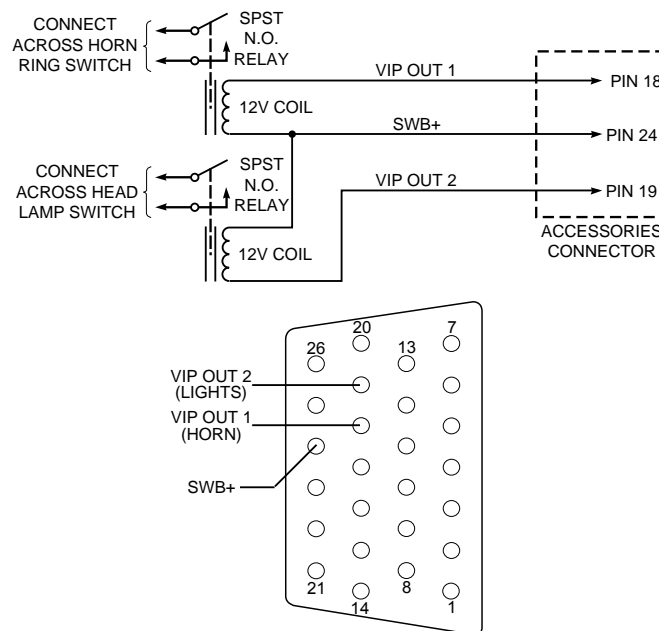 CONNECT
ACROSS HORN
RING SWITCH
SPST
N.O.
RELAY
12V COIL
VIP OUT 1
PIN 18
SWB+
PIN 24
CONNECT
ACROSS HEAD
LAMP SWITCH
SPST
N.O.
RELAY
12V COIL
VIP OUT 2
PIN 19
ACCESSORIES
CONNECTOR
20
7
26
13
VIP OUT 2
(LIGHTS)
VIP OUT 1
(HORN)
SWB+
21
8
14
1